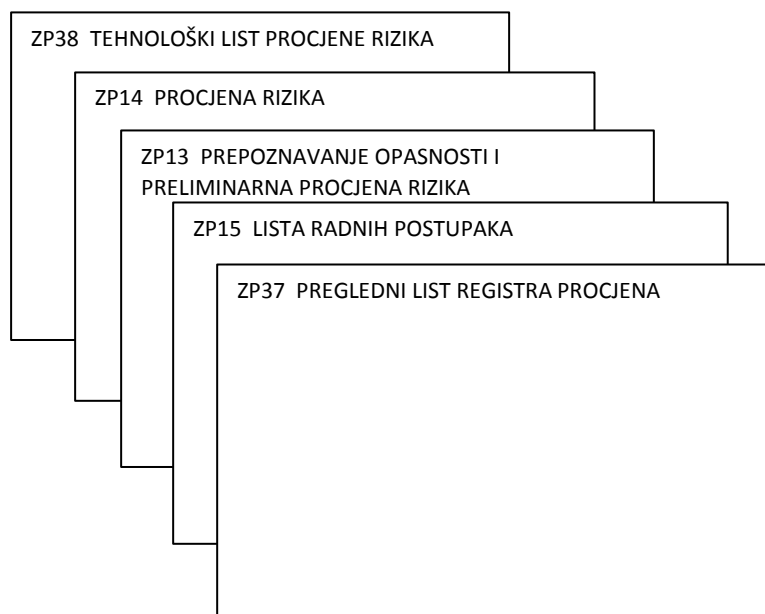 ZP38 TEHNOLOŠKI LIST PROCJENE RIZIKA
ZP14 PROCJENA RIZIKA
ZP13 PREPOZNAVANJE OPASNOSTI I
PRELIMINARNA PROCJENA RIZIKA
ZP15 LISTA RADNIH POSTUPAKA
ZP37 PREGLEDNI LIST REGISTRA PROCJENA